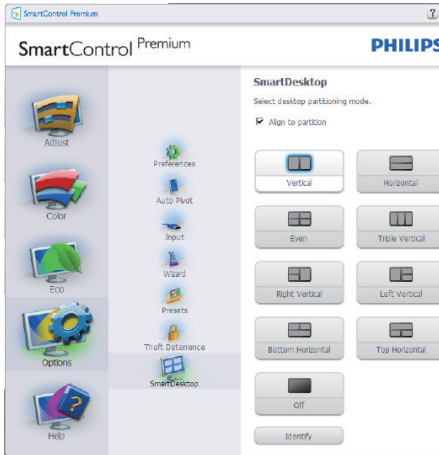 SmartControl Premium
?
SmartControl Premium
PHILIPS
Adjust
Color
Eco
Options
Help
Preferences
Auto Pivot
Input
Wizard
Presets
Theft Deterrence
SmartDesktop
SmartDesktop
Select desktop partitioning mode.
Align to partition
Vertical
Horizontal
Even
Triple Vertical
Right Vertical
Left Vertical
Bottom Horizontal
Top Horizontal
Off
Identify